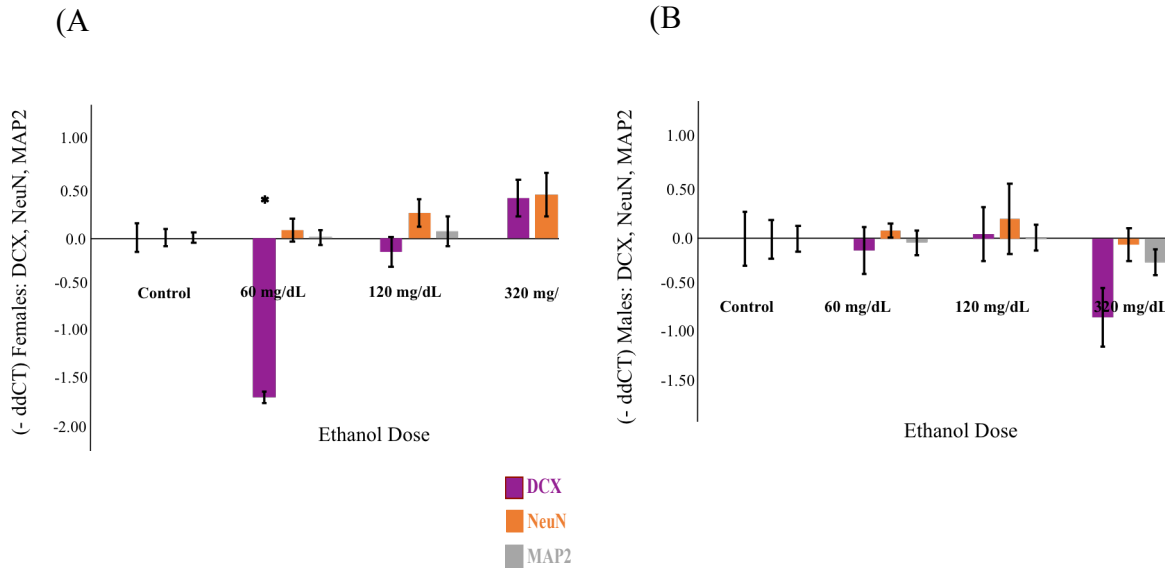 (A
(- ddCT) Females: DCX, NeuN, MAP2
1.00
0.50
0.0
-0.50
-1.00
-1.50
-2.00
*
Control
60 mg/dL
120 mg/dL
320 mg/
Ethanol Dose
(B
(- ddCT) Males: DCX, NeuN, MAP2
1.00
0.50
0.0
-0.50
-1.00
-1.50
Control
60 mg/dL
120 mg/dL
320 mg/dL
Ethanol Dose
DCX
NeuN
MAP2